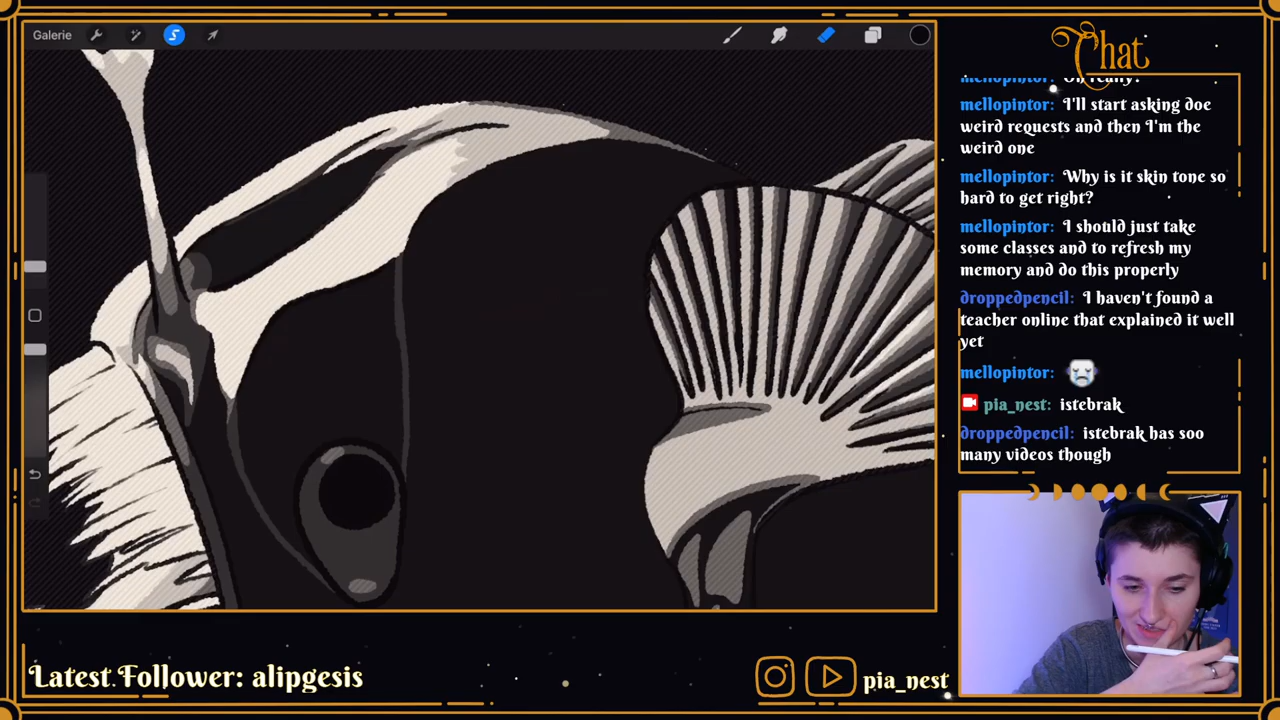 Galerie
Chat
mellopintor: Oh really?
mellopintor: I'll start asking doe
weird requests and then I'm the
weird one
mellopintor: Why is it skin tone so
hard to get right?
mellopintor: I should just take
some classes and to refresh my
memory and do this properly
droppedpencil: I haven't found a
teacher online that explained it well
yet
mellopintor:
pia_nest: istebrak
droppedpencil: istebrak has soo
many videos though
Latest Follower: alipgesis
pia_nest